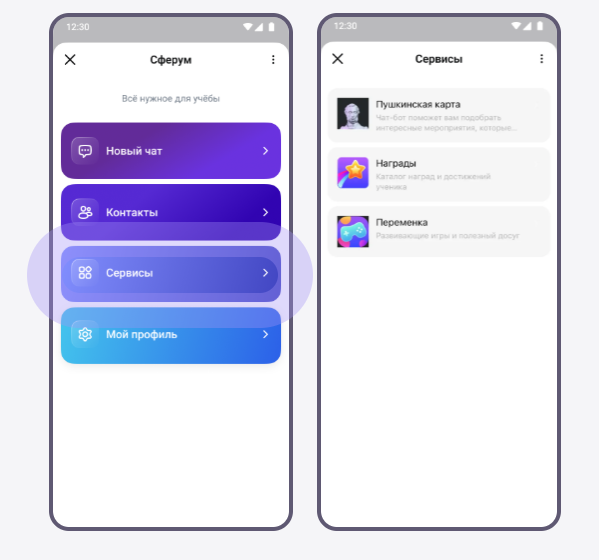 12:30
Сферум
Всё нужное для учёбы
Новый чат
Контакты
Сервисы
Мой профиль
12:30
Сервисы
Пушкинская карта
Чат-бот поможет вам подобрать
интересные мероприятия, которые...
Награды
Каталог наград и достижений
ученика
Переменка
Развивающие игры и полезный досуг